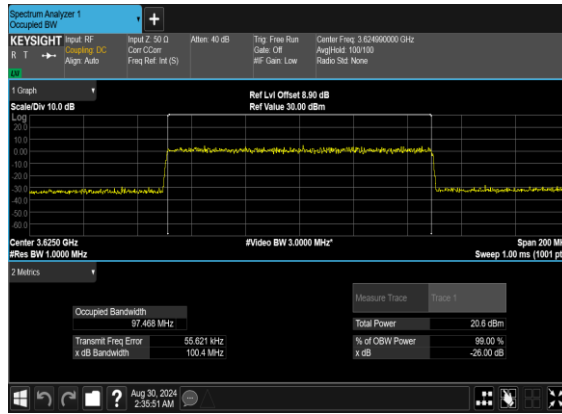 Spectrum Analyzer 1
Occupied BW
KEYSIGHT Input: RF Input Z: 50 Ω Atten: 40 dB Trig: Free Run Center Freq: 3.624990000 GHz
R T Coupling: DC Corr CCorr Gate: Off Avg|Hold: 100/100
Align: Auto Freq Ref: Int (S) #IF Gain: Low Radio Std: None
1 Graph
Scale/Div 10.0 dB
Ref Lvl Offset 8.90 dB
Ref Value 30.00 dBm
Log
20.0
10.0
0.00
-10.0
-20.0
-30.0
-40.0
-50.0
-60.0
Center 3.6250 GHz #Video BW 3.0000 MHz* Span 200 M
#Res BW 1.0000 MHz Sweep 1.00 ms (1001 pt
2 Metrics
Measure Trace Trace 1
Occupied Bandwidth
97.468 MHz
Total Power 20.6 dBm
Transmit Freq Error 55.621 kHz % of OBW Power 99.00 %
x dB Bandwidth 100.4 MHz x dB -26.00 dB
?
Aug 30, 2024
2:35:51 AM